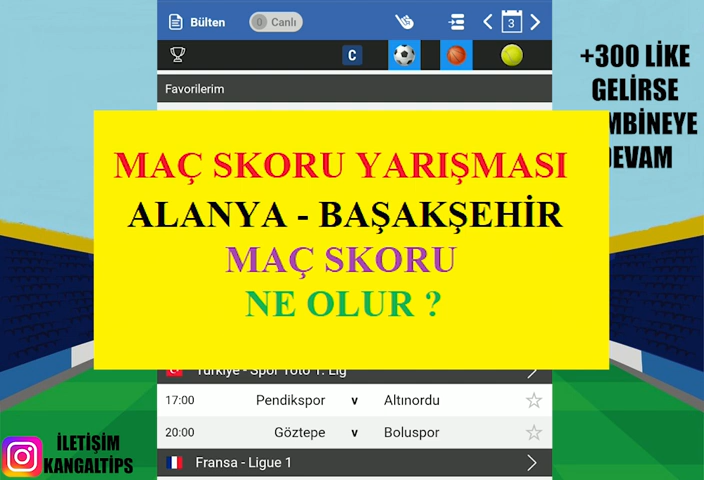 Bülten
0 Canlı
3
C
Favorilerim
+300 LİKE
GELİRSE
DEVAM
MAÇ SKORU YARIŞMASI
ALANYA - BAŞAKŞEHİR
MAÇ SKORU
NE OLUR ?
Türkiye - Spor Toto 1. Lig
17:00 Pendikspor v Altınordu
20:00 Göztepe v Boluspor
Fransa - Ligue 1
İLETİŞİM
KANGALTİPS